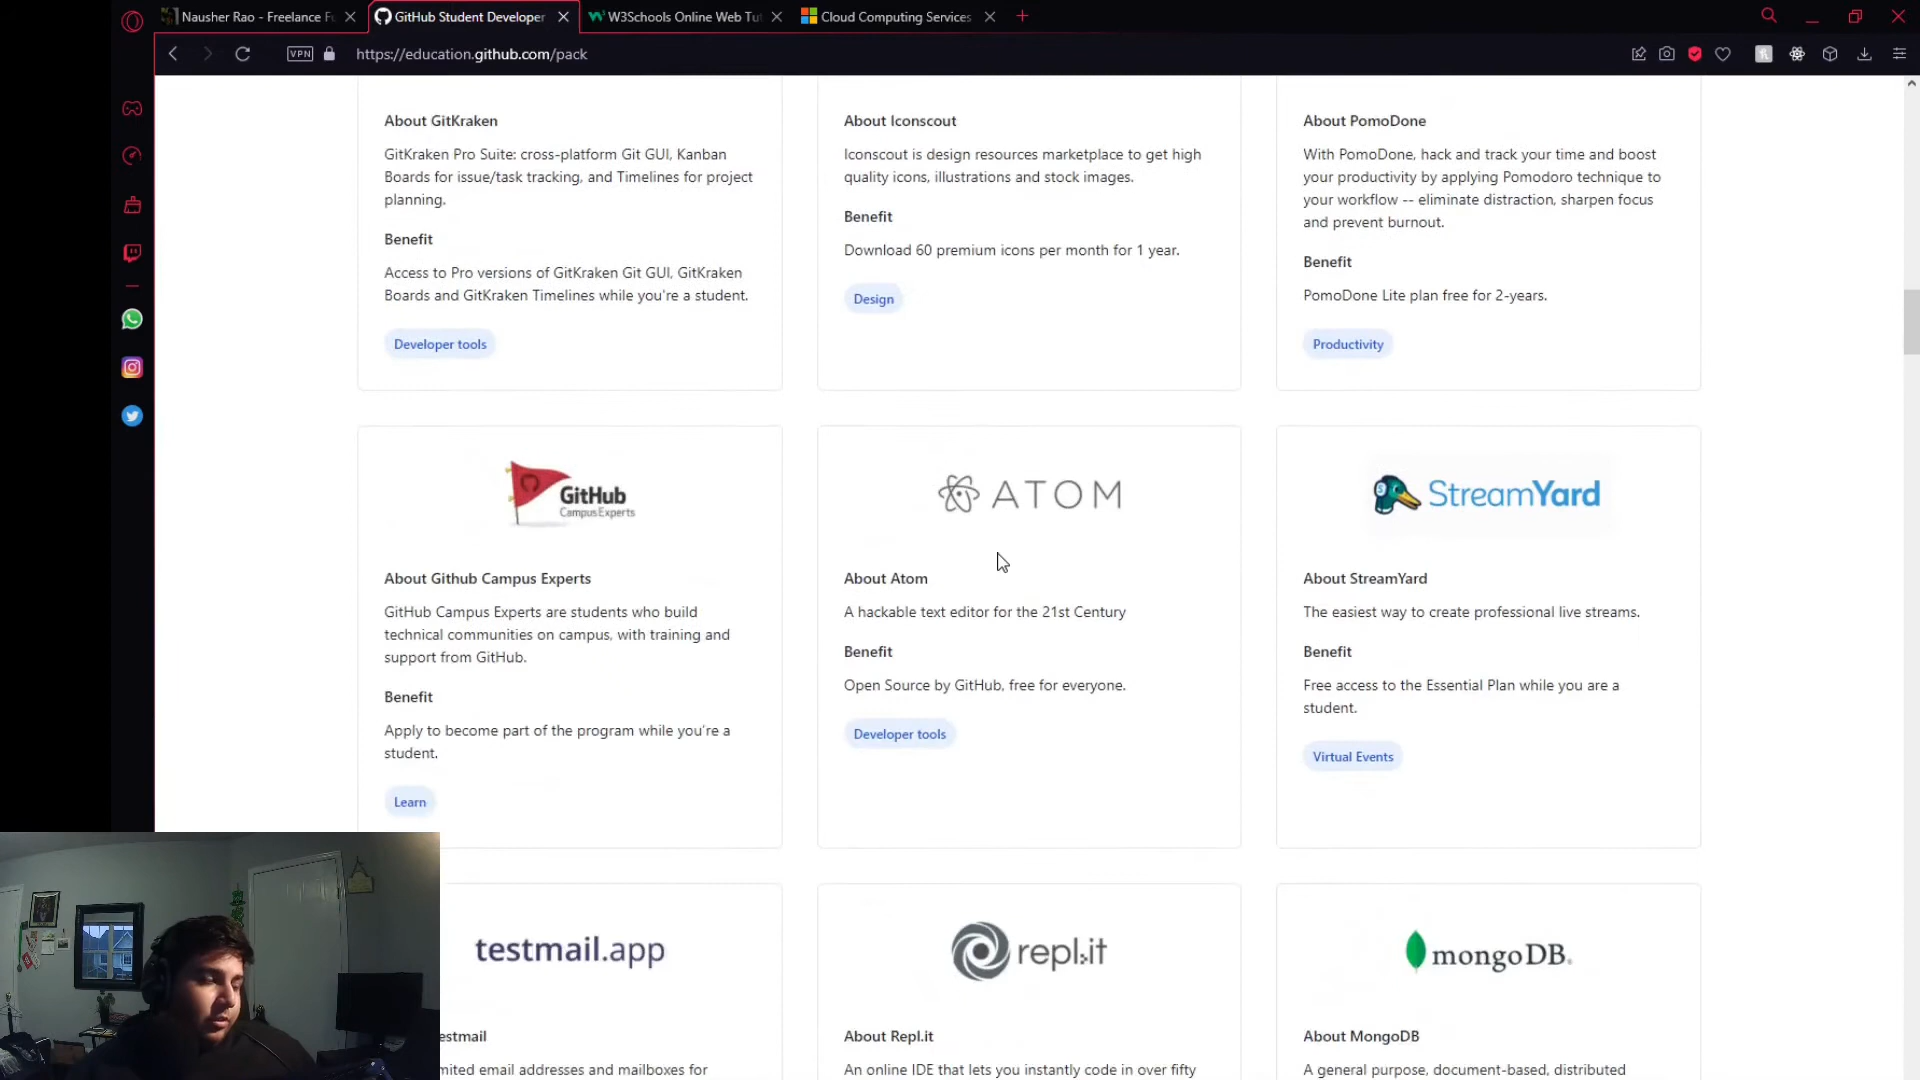 Nausher Rao - Freelance Fu
GitHub Student Developer
W3Schools Online Web Tut
Cloud Computing Services
VPN
https://education.github.com/pack
About GitKraken
GitKraken Pro Suite: cross-platform Git GUI, Kanban
Boards for issue/task tracking, and Timelines for project
planning.
Benefit
Access to Pro versions of GitKraken Git GUI, GitKraken
Boards and GitKraken Timelines while you're a student.
Developer tools
About Iconscout
Iconscout is design resources marketplace to get high
quality icons, illustrations and stock images.
Benefit
Download 60 premium icons per month for 1 year.
Design
About PomoDone
With PomoDone, hack and track your time and boost
your productivity by applying Pomodoro technique to
your workflow -- eliminate distraction, sharpen focus
and prevent burnout.
Benefit
PomoDone Lite plan free for 2-years.
Productivity
GitHub
Campus Experts
About Github Campus Experts
GitHub Campus Experts are students who build
technical communities on campus, with training and
support from GitHub.
Benefit
Apply to become part of the program while you're a
student.
Learn
ATOM
About Atom
A hackable text editor for the 21st Century
Benefit
Open Source by GitHub, free for everyone.
Developer tools
StreamYard
About StreamYard
The easiest way to create professional live streams.
Benefit
Free access to the Essential Plan while you are a
student.
Virtual Events
testmail.app
estmail
mited email addresses and mailboxes for
repl.it
About Repl.it
An online IDE that lets you instantly code in over fifty
mongoDB.
About MongoDB
A general purpose, document-based, distributed